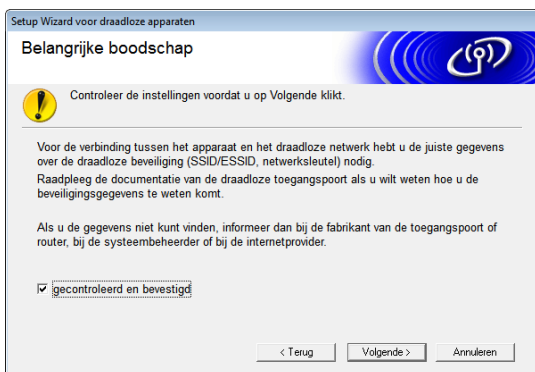 Setup Wizard voor draadloze apparaten
Belangrijke boodschap
Controleer de instellingen voordat u op Volgende klikt.
Voor de verbinding tussen het apparaat en het draadloze netwerk hebt u de juiste gegevens
over de draadloze beveiliging (SSID/ESSID, netwerksleutel) nodig.
Raadpleeg de documentatie van de draadloze toegangspoort als u wilt weten hoe u de
beveiligingsgegevens te weten komt.
Als u de gegevens niet kunt vinden, informeer dan bij de fabrikant van de toegangspoort of
router, bij de systeembeheerder of bij de internetprovider.
gecontroleerd en bevestigd
< Terug
Volgende >
Annuleren